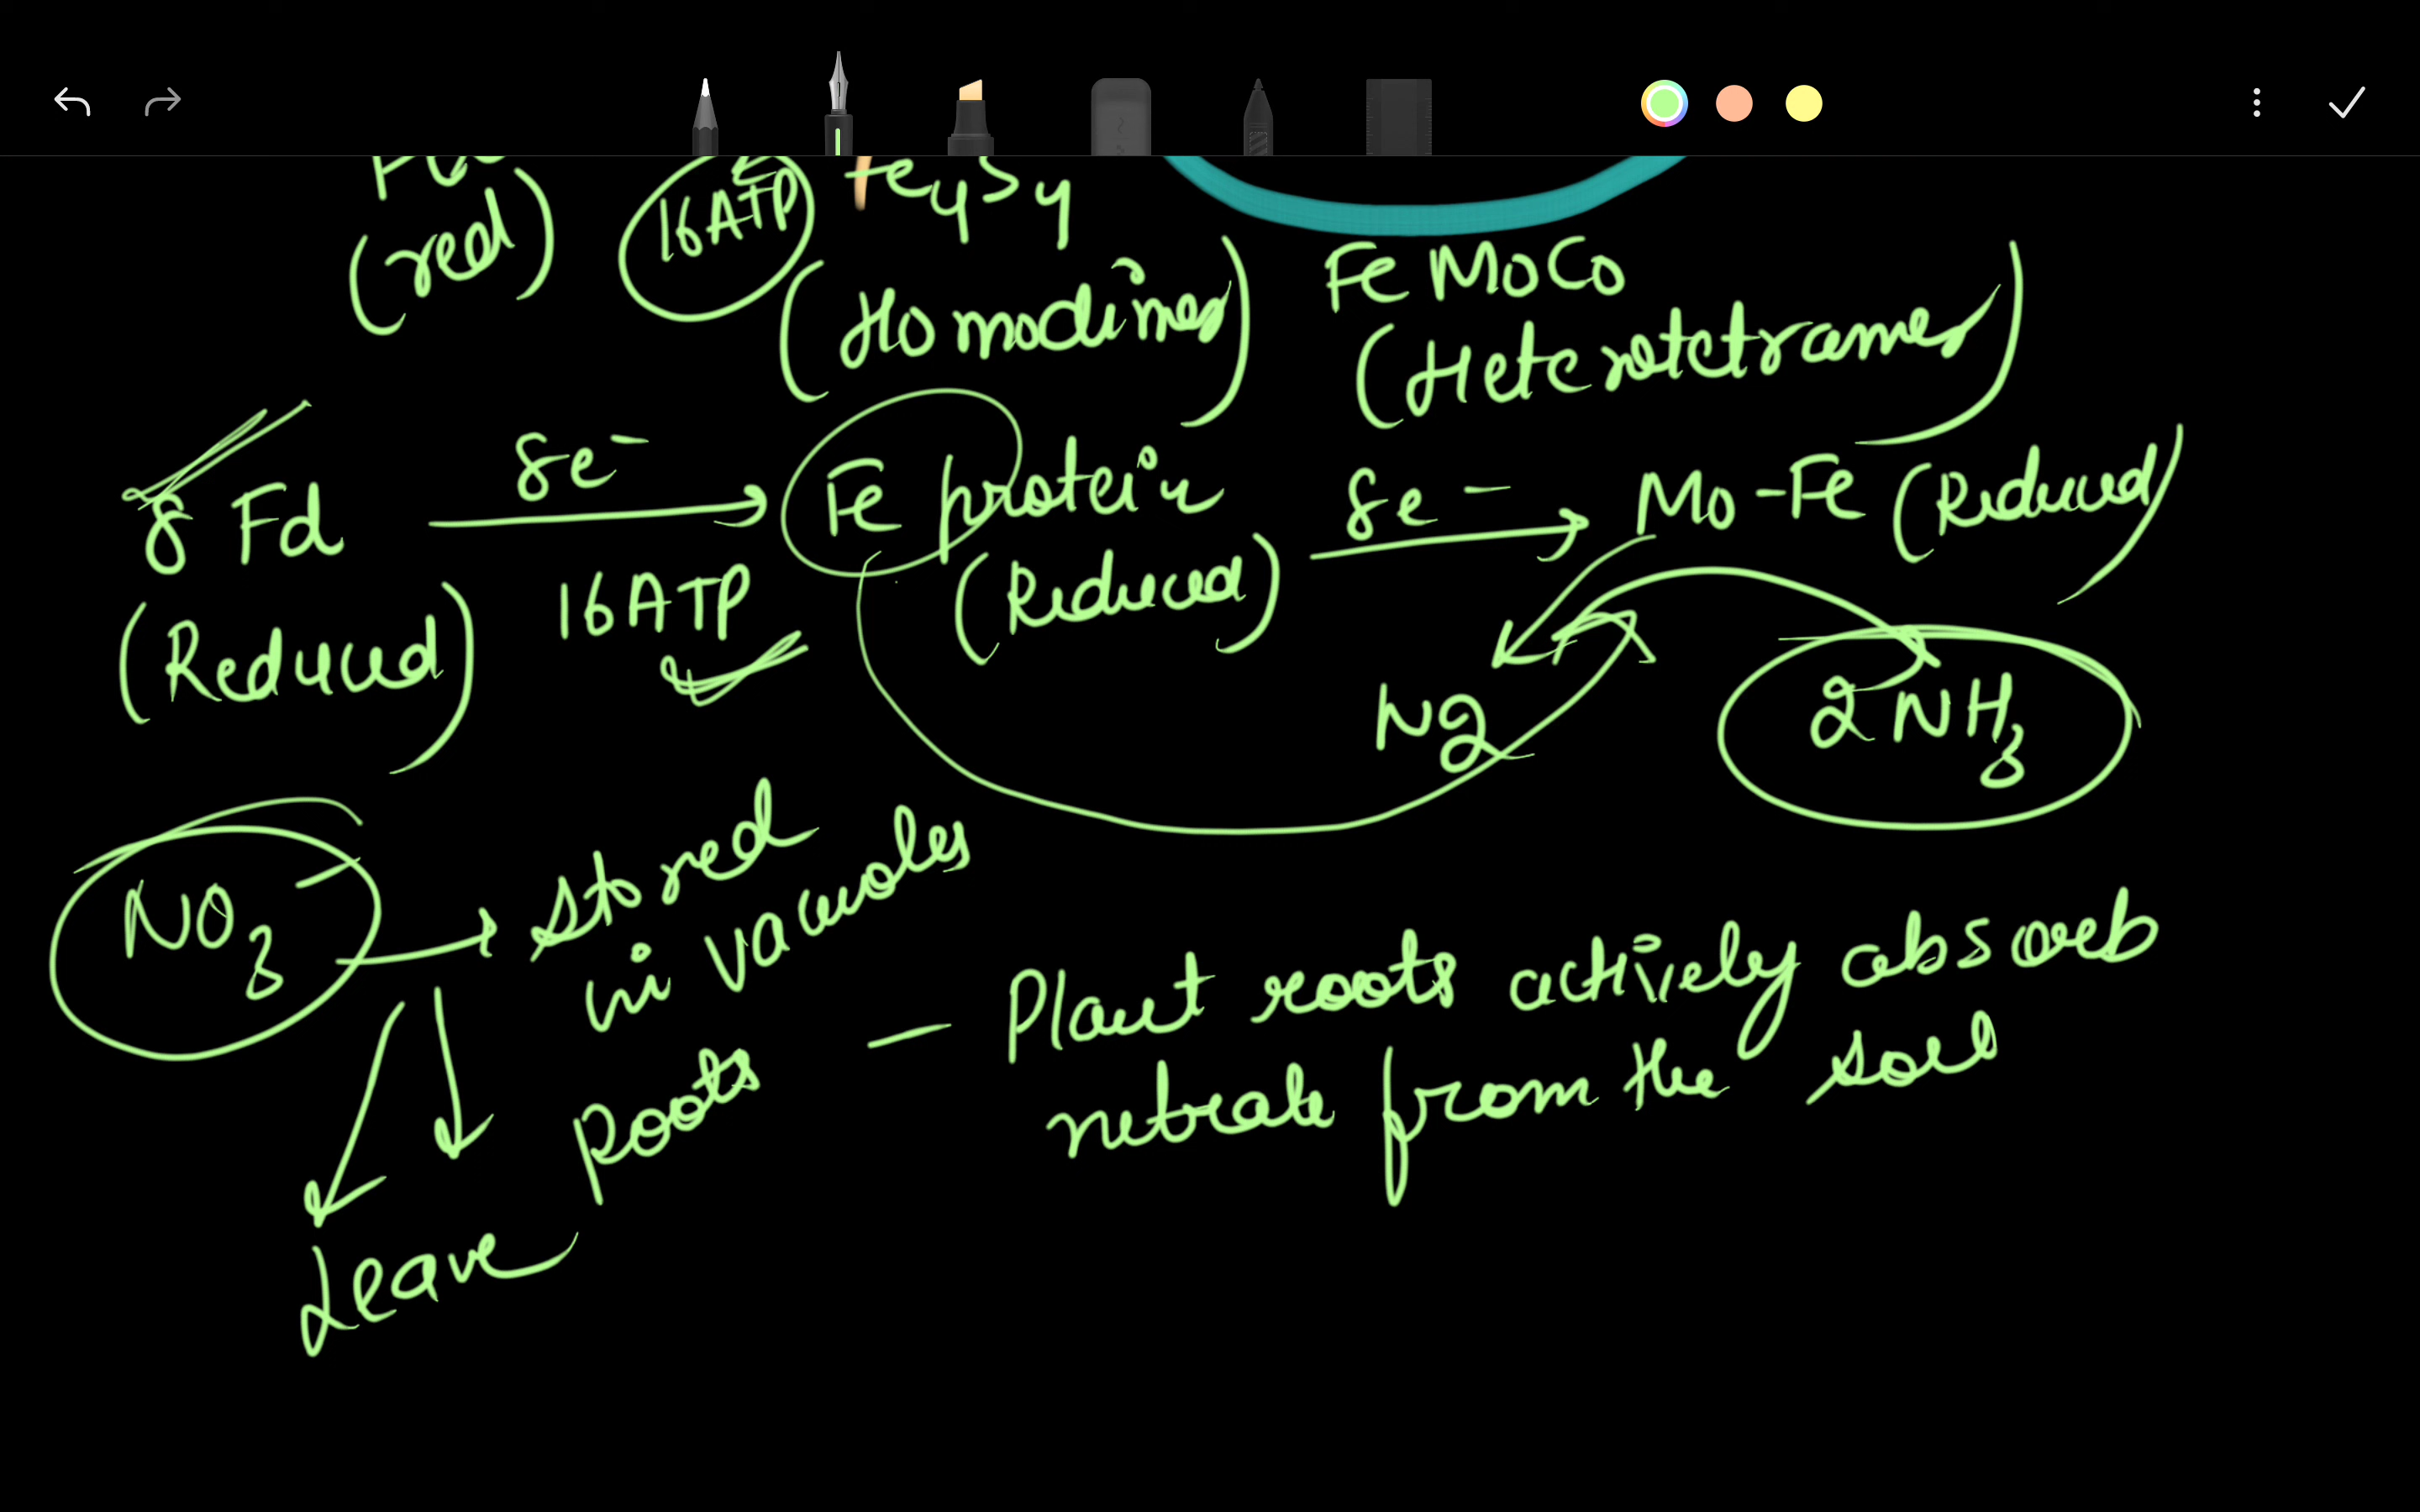 (red) 16ATP Fe4S4
(Homodimer) FeMoCo
(Heterotetramer)
8 Fd 8e⁻ Fe protein 8e⁻ Mo-Fe (Reduced)
(Reduced) 16ATP (Reduced)
N2 2NH3
NO3⁻ stored
in vacuoles
roots - Plant roots actively absorb
nitrate from the soil
Leave